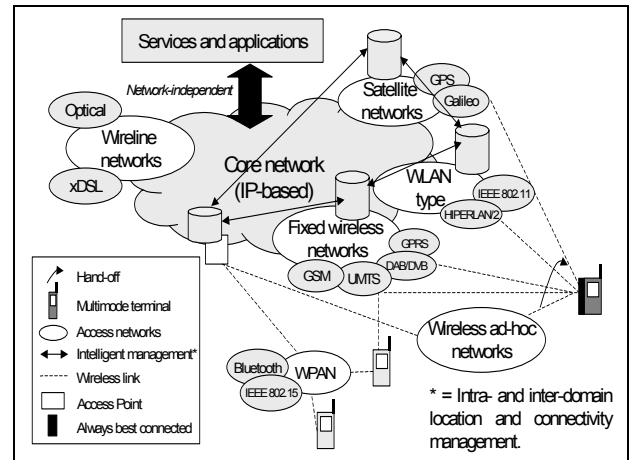 Services and applications
Network-independent
Satellite
networks
GPS
Galileo
Optical
Wireline
networks
xDSL
Core network
(IP-based)
WLAN
type
IEEE 802.11
HIPERLAN/2
Fixed wireless
networks
GPRS
DAB/DVB
GSM
UMTS
Wireless ad-hoc
networks
Bluetooth
WPAN
IEEE 802.15
Hand-off
Multimode terminal
Access networks
Intelligent management*
Wireless link
Access Point
Always best connected
* = Intra- and inter-domain
location and connectivity
management.